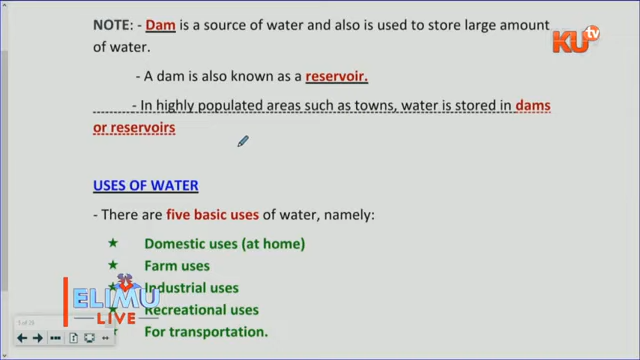 NOTE: - Dam is a source of water and also is used to store large amount
of water.
KU tv
- A dam is also known as a reservoir.
- In highly populated areas such as towns, water is stored in dams
or reservoirs
USES OF WATER
- There are five basic uses of water, namely:
Domestic uses (at home)
Farm uses
Industrial uses
Recreational uses
For transportation.
ELIMU
LIVE